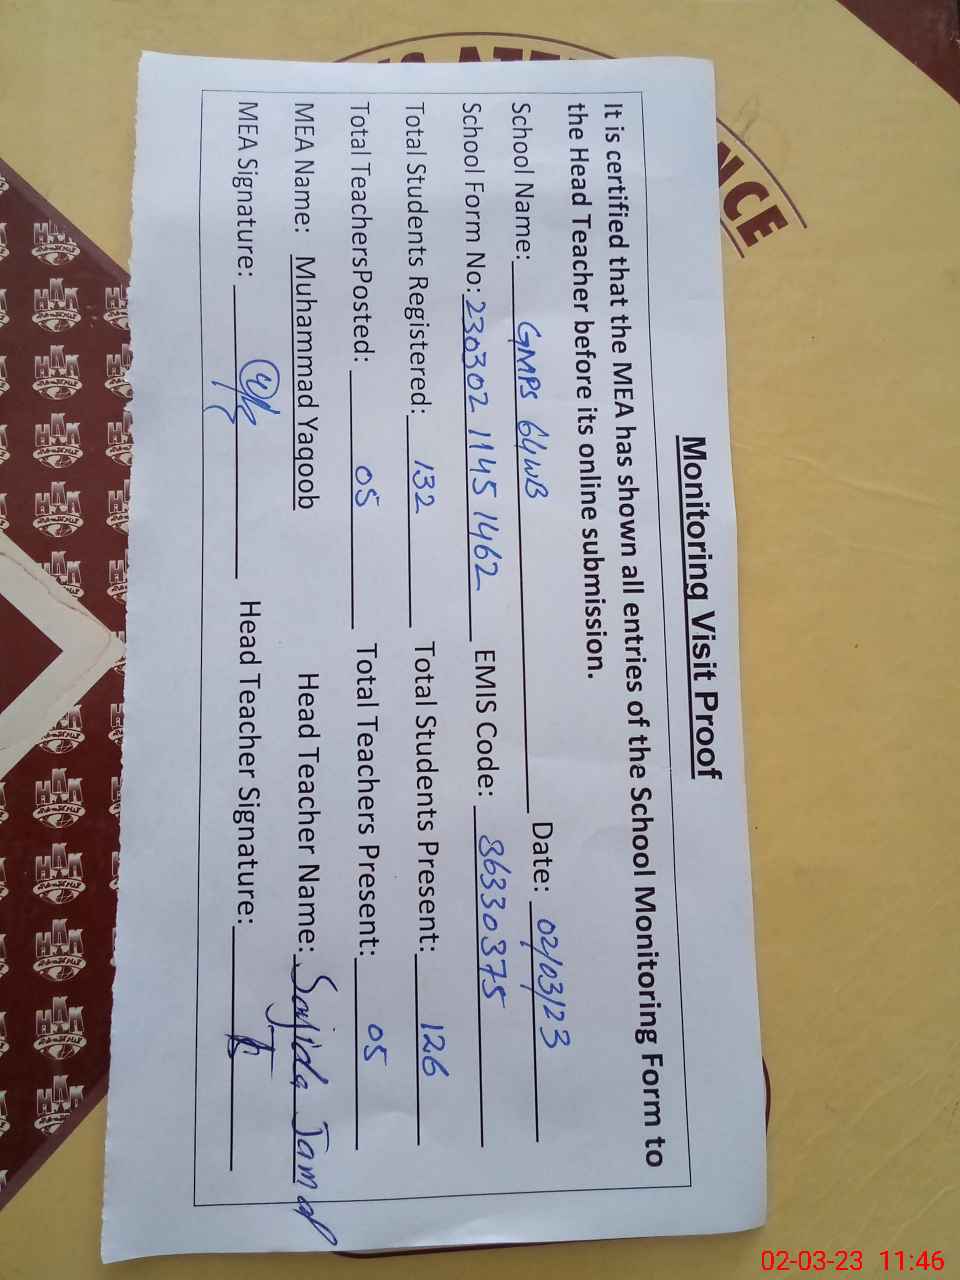 Monitoring Visit Proof
It is certified that the MEA has shown all entries of the School Monitoring Form to
the Head Teacher before its online submission.
School Name: GMPS 64WB Date: 02/03/23
School Form No: 230302 1145 1462 EMIS Code: 36330375
Total Students Registered: 132 Total Students Present: 126
Total TeachersPosted: 05 Total Teachers Present: 05
MEA Name: Muhammad Yaqoob Head Teacher Name: Sajida Jamal
MEA Signature: Head Teacher Signature:
02-03-23 11:46